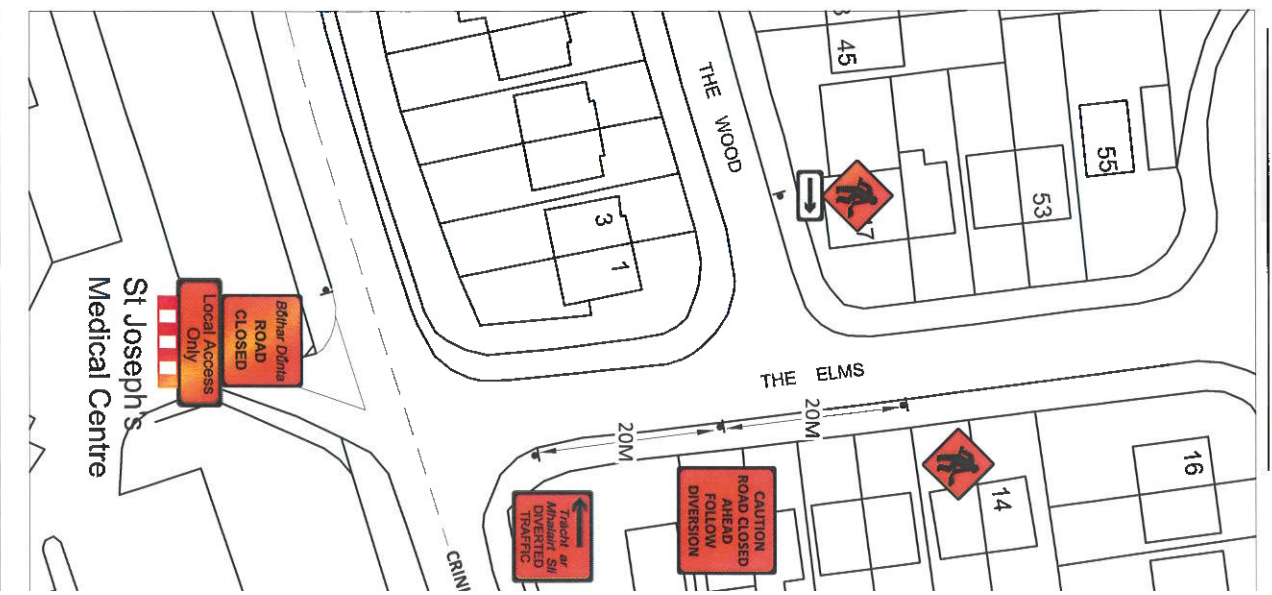 45
THE WOOD
55
53
7
3
1
THE ELMS
20M
20M
16
14
St Joseph's
Medical Centre
Bóthar Dúnta
ROAD
CLOSED
Local Access
Only
CAUTION
ROAD CLOSED
AHEAD
FOLLOW
DIVERSION
Trácht ar
Mhalairt Slí
DIVERTED
TRAFFIC